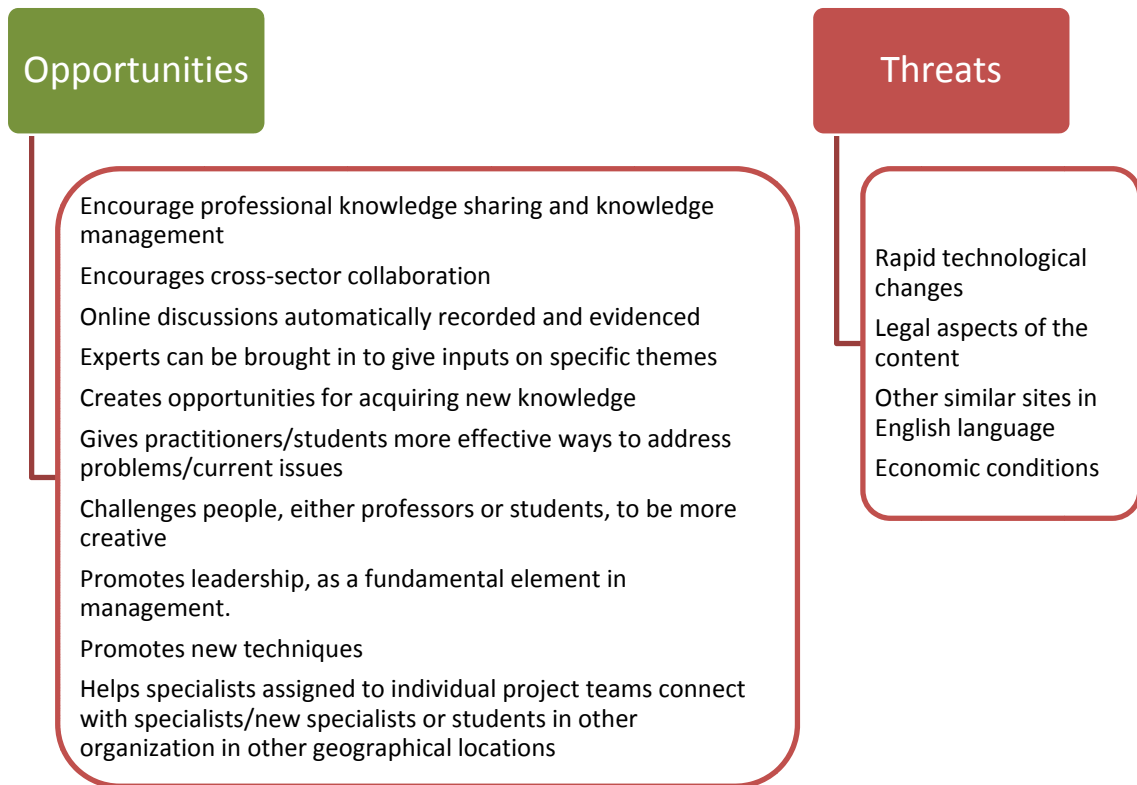 Opportunities
Encourage professional knowledge sharing and knowledge
management
Encourages cross-sector collaboration
Online discussions automatically recorded and evidenced
Experts can be brought in to give inputs on specific themes
Creates opportunities for acquiring new knowledge
Gives practitioners/students more effective ways to address
problems/current issues
Challenges people, either professors or students, to be more
creative
Promotes leadership, as a fundamental element in
management.
Promotes new techniques
Helps specialists assigned to individual project teams connect
with specialists/new specialists or students in other
organization in other geographical locations
Threats
Rapid technological
changes
Legal aspects of the
content
Other similar sites in
English language
Economic conditions